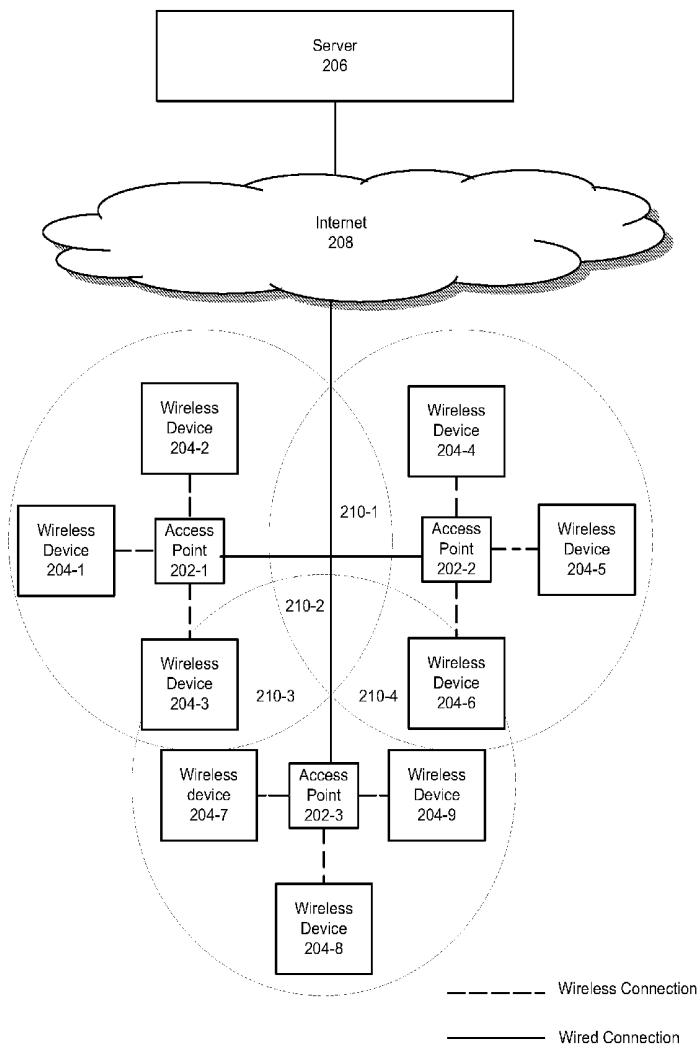 Server
206
Internet
208
Wireless
Device
204-2
Wireless
Device
204-4
Wireless
Device
204-1
Access
Point
202-1
210-1
Access
Point
202-2
Wireless
Device
204-5
210-2
Wireless
Device
204-3
210-3
210-4
Wireless
Device
204-6
Wireless
device
204-7
Access
Point
202-3
Wireless
Device
204-9
Wireless
Device
204-8
Wireless Connection
Wired Connection